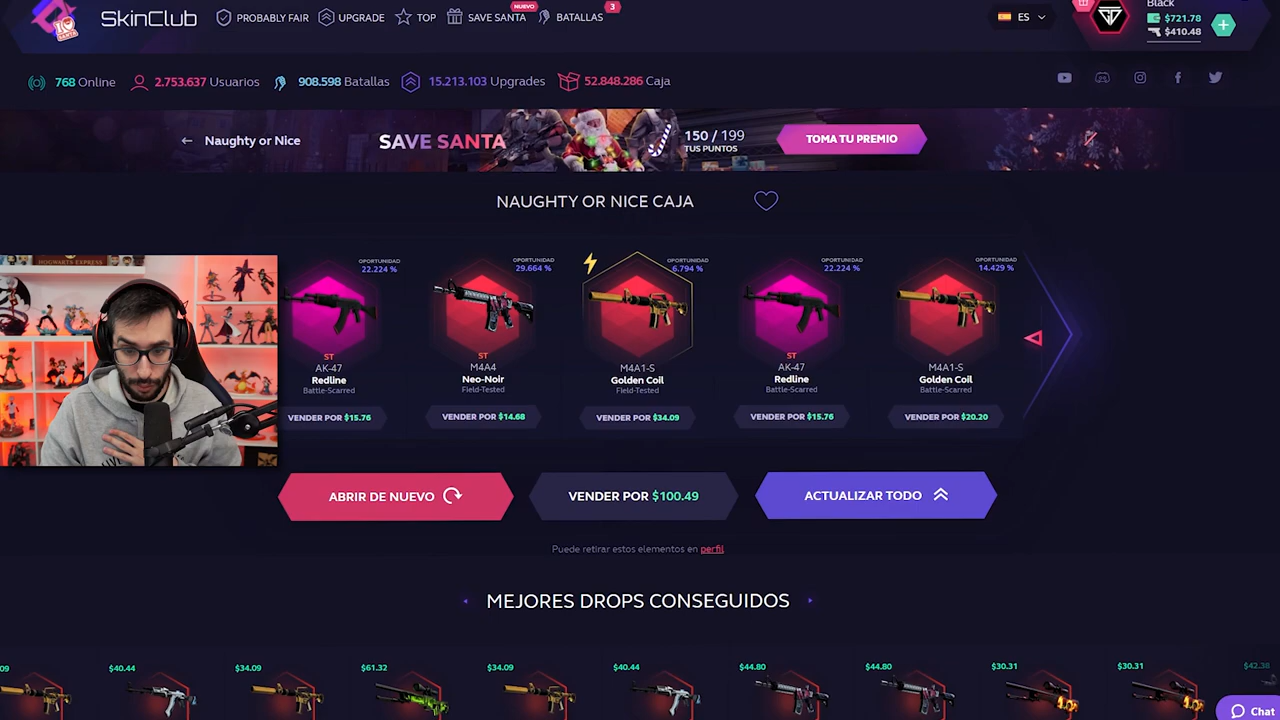 SkinClub
PROBABLY FAIR
UPGRADE
TOP
NUEVO
SAVE SANTA
BATALLAS
3
ES
Black
$721.78
$410.48
768 Online
2.753.637 Usuarios
908.598 Batallas
15.213.103 Upgrades
52.848.286 Caja
← Naughty or Nice
SAVE SANTA
150 / 199
TUS PUNTOS
TOMA TU PREMIO
NAUGHTY OR NICE CAJA
HOGWARTS EXPRESS
OPORTUNIDAD
22.224 %
ST
AK-47
Redline
Battle-Scarred
VENDER POR $15.76
OPORTUNIDAD
29.664 %
ST
M4A4
Neo-Noir
Field-Tested
VENDER POR $14.68
OPORTUNIDAD
6.794 %
M4A1-S
Golden Coil
Field-Tested
VENDER POR $34.09
OPORTUNIDAD
22.224 %
ST
AK-47
Redline
Battle-Scarred
VENDER POR $15.76
OPORTUNIDAD
14.429 %
M4A1-S
Golden Coil
Battle-Scarred
VENDER POR $20.20
ABRIR DE NUEVO
VENDER POR $100.49
ACTUALIZAR TODO
Puede retirar estos elementos en perfil
MEJORES DROPS CONSEGUIDOS
09
$40.44
$34.09
$61.32
$34.09
$40.44
$44.80
$44.80
$30.31
$30.31
$42.38
Chat